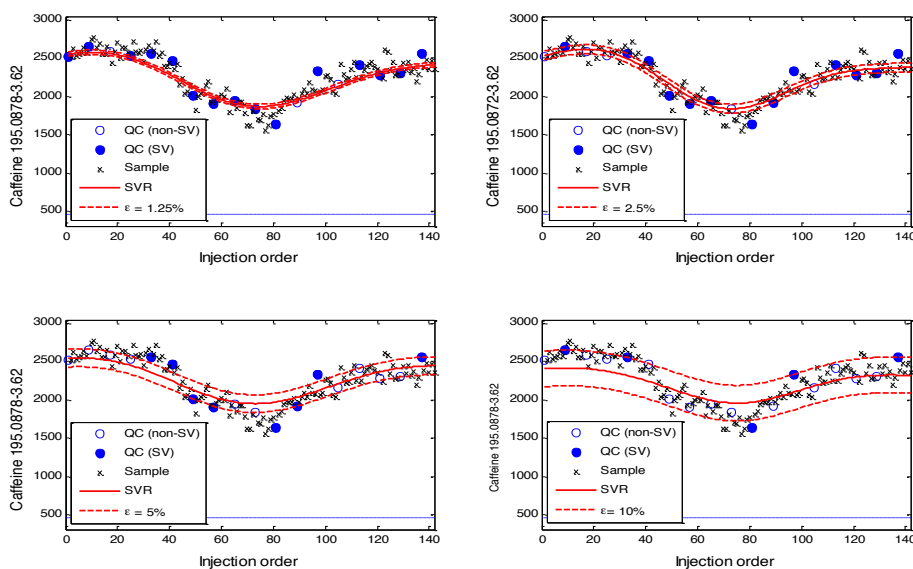 3000
2500
2000
1500
1000
500
Caffeine 195.0878-3.62
QC (non-SV)
QC (SV)
Sample
SVR
ε = 1.25%
0 20 40 60 80 100 120 140
Injection order
3000
2500
2000
1500
1000
500
Caffeine 195.0872-3.62
QC (non-SV)
QC (SV)
Sample
SVR
ε = 2.5%
0 20 40 60 80 100 120 140
Injection order
3000
2500
2000
1500
1000
500
Caffeine 195.0878-3.62
QC (non-SV)
QC (SV)
Sample
SVR
ε = 5%
0 20 40 60 80 100 120 140
Injection order
3000
2500
2000
1500
1000
500
Caffeine 195.0878-3.62
QC (non-SV)
QC (SV)
Sample
SVR
ε= 10%
0 20 40 60 80 100 120 140
Injection order